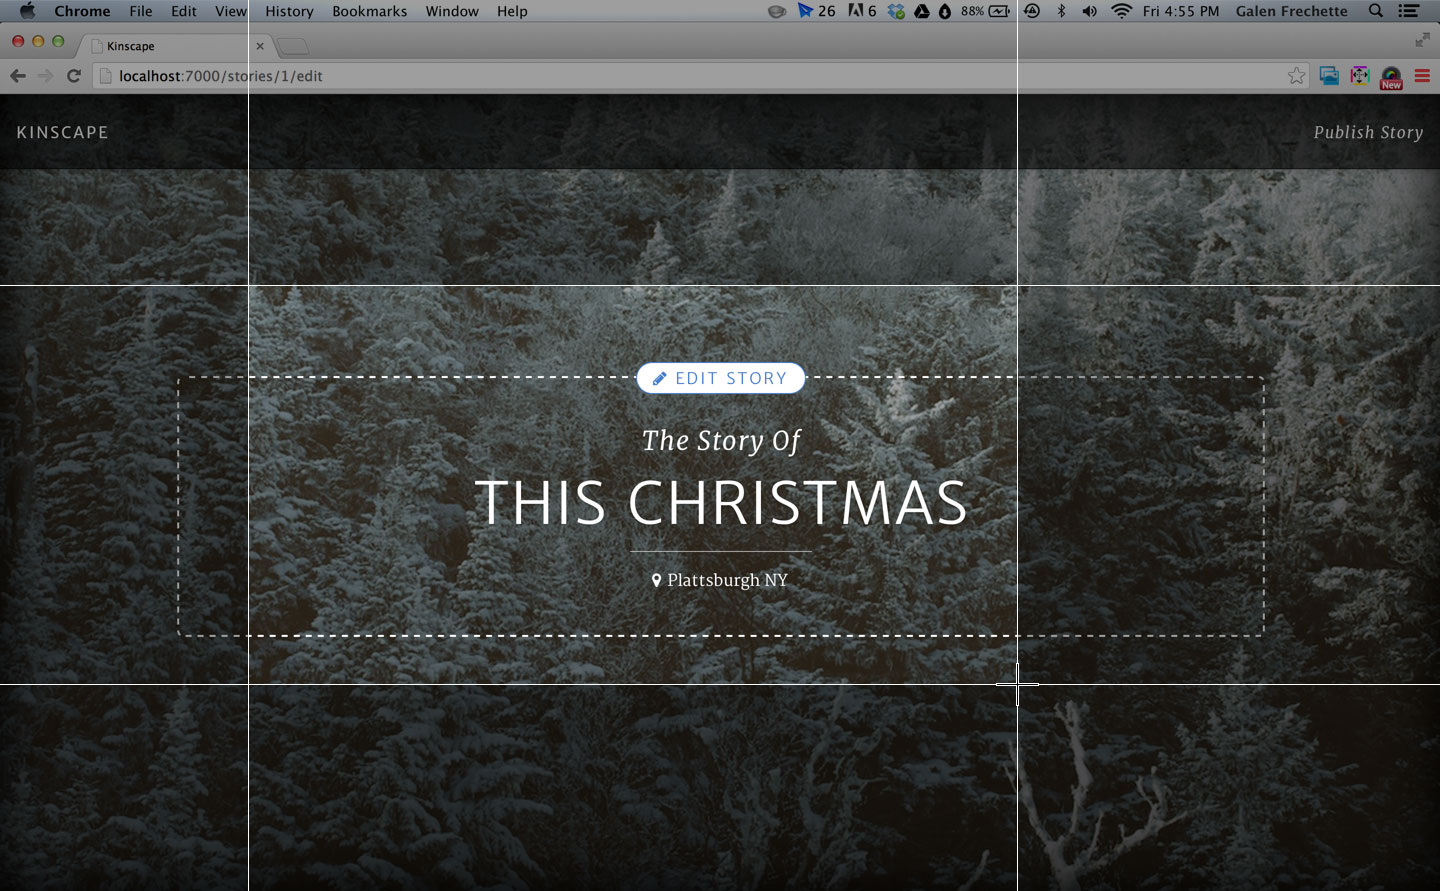 Chrome File Edit View History Bookmarks Window Help 26 6 88% Fri 4:55 PM Galen Frechette
Kinscape
localhost:7000/stories/1/edit
New
KINSCAPE Publish Story
EDIT STORY
The Story Of
THIS CHRISTMAS
Plattsburgh NY